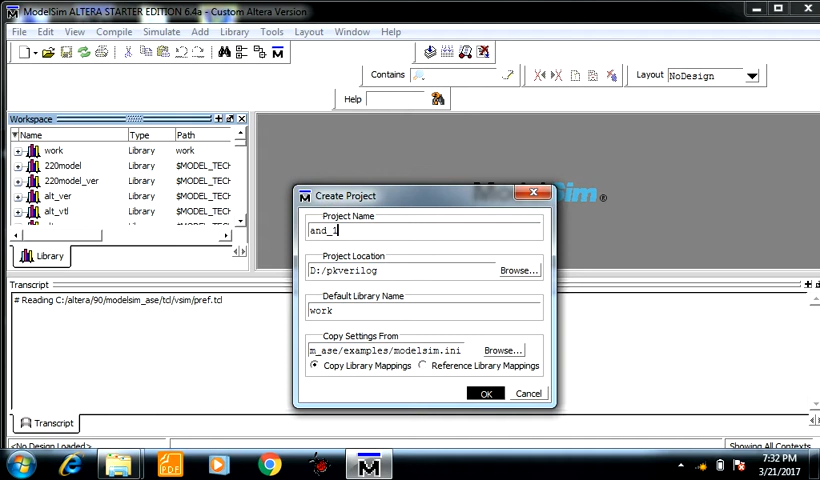 ModelSim ALTERA STARTER EDITION 6.4a - Custom Altera Version
File Edit View Compile Simulate Add Library Tools Layout Window Help
Contains
Layout NoDesign
Help
Workspace
Name Type Path
work Library work
220model Library $MODEL_TECH
220model_ver Library $MODEL_TECH
alt_ver Library $MODEL_TECH
alt_vtl Library $MODEL_TECH
Library
ModelSim®
Create Project
Project Name
and_1
Project Location
D:/pkverilog
Browse...
Default Library Name
work
Copy Settings From
m_ase/examples/modelsim.ini
Browse...
Copy Library Mappings
Reference Library Mappings
OK
Cancel
Transcript
# Reading C:/altera/90/modelsim_ase/tcl/vsim/pref.tcl
Transcript
<No Design Loaded>
Showing All Contexts
PDF
7:32 PM
3/21/2017